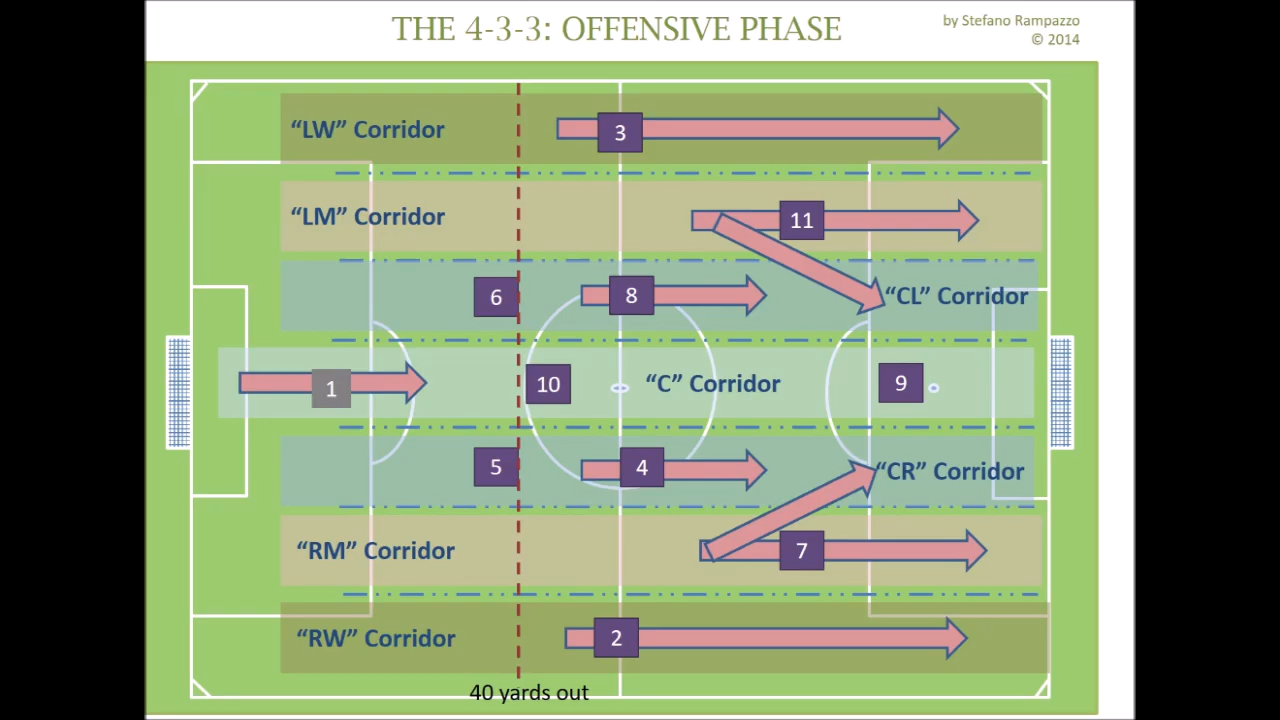 THE 4-3-3: OFFENSIVE PHASE
by Stefano Rampazzo
© 2014
“LW” Corridor
3
“LM” Corridor
11
6
8
“CL” Corridor
1
10
“C” Corridor
9
5
4
“CR” Corridor
“RM” Corridor
7
“RW” Corridor
2
40 yards out